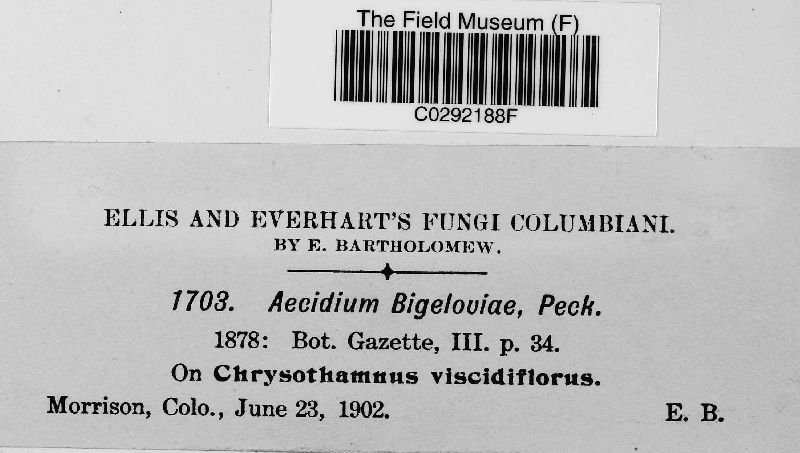 The Field Museum (F)
C0292188F
ELLIS AND EVERHART'S FUNGI COLUMBIANI.
BY E. BARTHOLOMEW.
1703. Aecidium Bigeloviae, Peck.
1878: Bot. Gazette, III. p. 34.
On Chrysothamnus viscidiflorus.
Morrison, Colo., June 23, 1902. E. B.